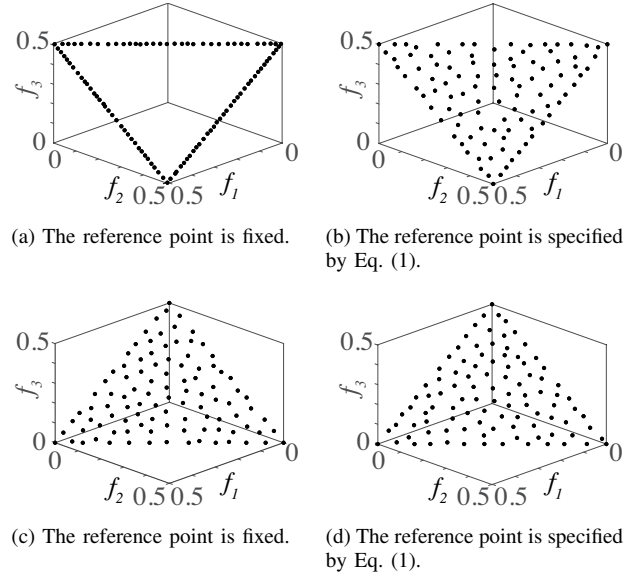 0.5
0.5
f3
f3
0
0
0
0
0
0
f2
0.5
0.5
f1
f2
0.5
0.5
f1
(a) The reference point is fixed.
(b) The reference point is specified
by Eq. (1).
0.5
0.5
f3
f3
0
0
0
0
0
0
f2
0.5
0.5
f1
f2
0.5
0.5
f1
(c) The reference point is fixed.
(d) The reference point is specified
by Eq. (1).